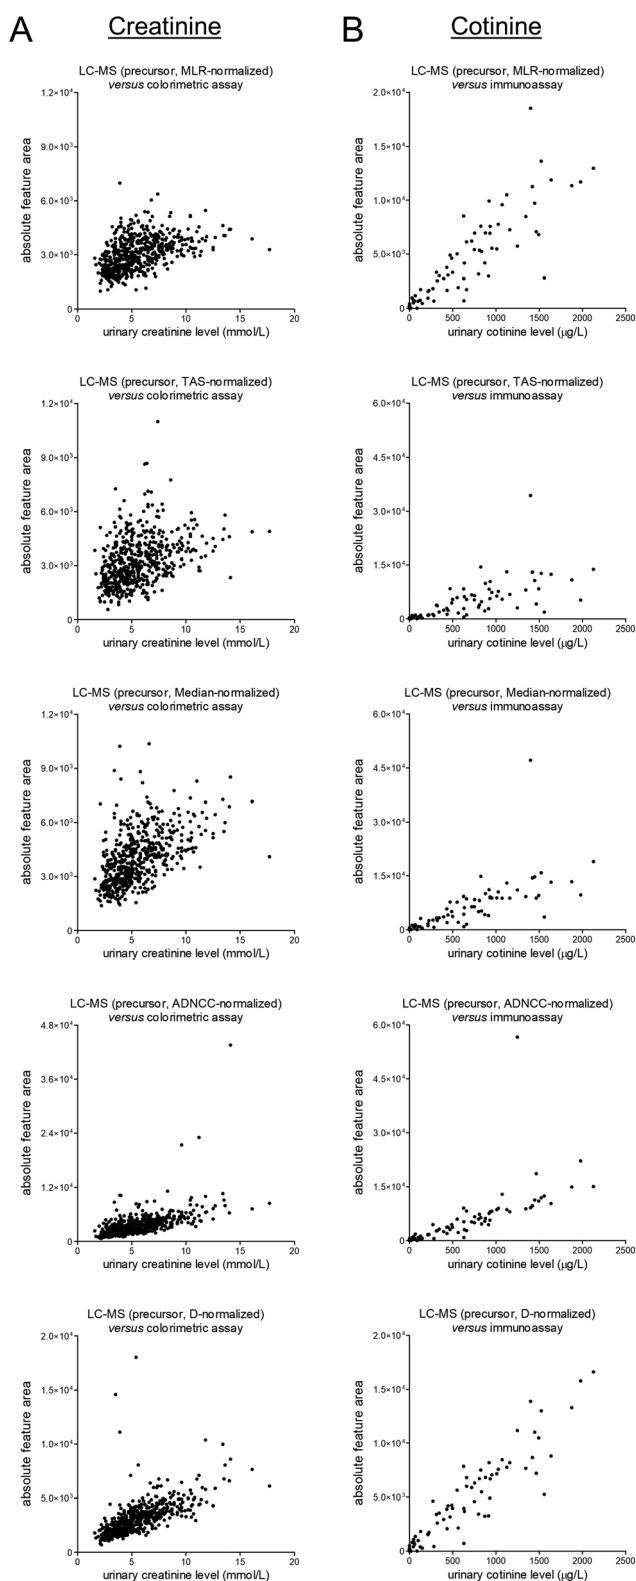 A Creatinine
B Cotinine
LC-MS (precursor, MLR-normalized)
versus colorimetric assay
absolute feature area
1.2×10⁴
9.0×10³
6.0×10³
3.0×10³
0
0 5 10 15 20
urinary creatinine level (mmol/L)
LC-MS (precursor, MLR-normalized)
versus immunoassay
absolute feature area
2.0×10⁴
1.5×10⁴
1.0×10⁴
5.0×10³
0
0 500 1000 1500 2000 2500
urinary cotinine level (µg/L)
LC-MS (precursor, TAS-normalized)
versus colorimetric assay
absolute feature area
1.2×10⁴
9.0×10³
6.0×10³
3.0×10³
0
0 5 10 15 20
urinary creatinine level (mmol/L)
LC-MS (precursor, TAS-normalized)
versus immunoassay
absolute feature area
6.0×10⁴
4.5×10⁴
3.0×10⁴
1.5×10⁴
0
0 500 1000 1500 2000 2500
urinary cotinine level (µg/L)
LC-MS (precursor, Median-normalized)
versus colorimetric assay
absolute feature area
1.2×10⁴
9.0×10³
6.0×10³
3.0×10³
0
0 5 10 15 20
urinary creatinine level (mmol/L)
LC-MS (precursor, Median-normalized)
versus immunoassay
absolute feature area
6.0×10⁴
4.5×10⁴
3.0×10⁴
1.5×10⁴
0
0 500 1000 1500 2000 2500
urinary cotinine level (µg/L)
LC-MS (precursor, ADNCC-normalized)
versus colorimetric assay
absolute feature area
4.8×10⁴
3.6×10⁴
2.4×10⁴
1.2×10⁴
0
0 5 10 15 20
urinary creatinine level (mmol/L)
LC-MS (precursor, ADNCC-normalized)
versus immunoassay
absolute feature area
6.0×10⁴
4.5×10⁴
3.0×10⁴
1.5×10⁴
0
0 500 1000 1500 2000 2500
urinary cotinine level (µg/L)
LC-MS (precursor, D-normalized)
versus colorimetric assay
absolute feature area
2.0×10⁴
1.5×10⁴
1.0×10⁴
5.0×10³
0
0 5 10 15 20
urinary creatinine level (mmol/L)
LC-MS (precursor, D-normalized)
versus immunoassay
absolute feature area
2.0×10⁴
1.5×10⁴
1.0×10⁴
5.0×10³
0
0 500 1000 1500 2000 2500
urinary cotinine level (µg/L)